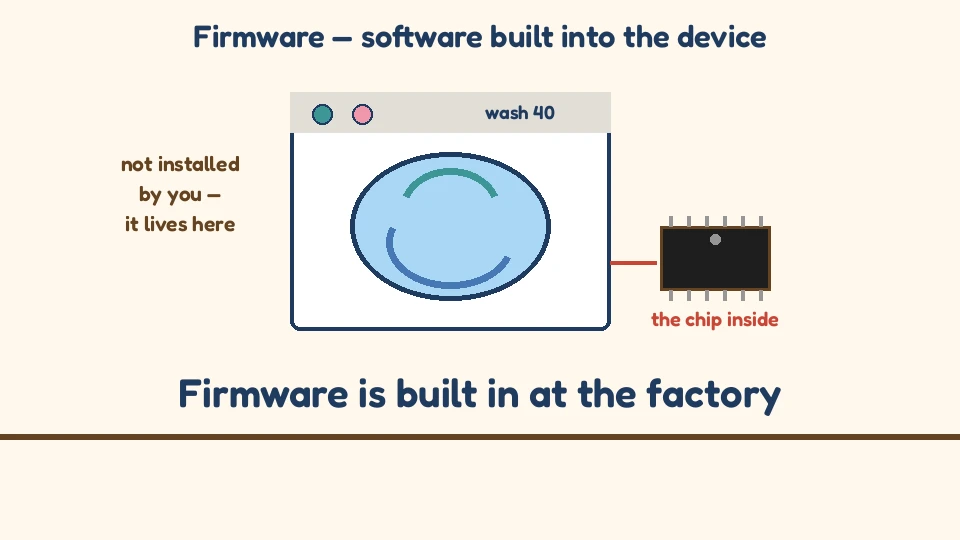 Firmware – software built into the device
wash 40
not installed
by you –
it lives here
the chip inside
Firmware is built in at the factory